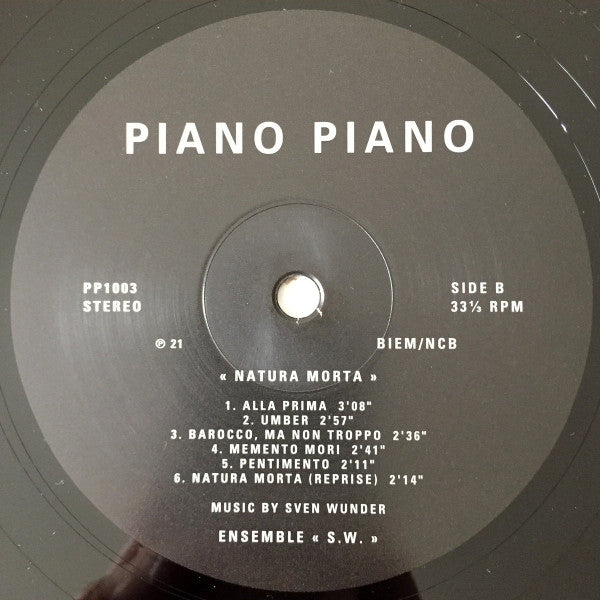 PIANO PIANO
PP1003
STEREO
SIDE B
33⅓ RPM
℗ 21
BIEM/NCB
« NATURA MORTA »
1. ALLA PRIMA 3'08"
2. UMBER 2'57"
3. BAROCCO, MA NON TROPPO 2'36"
4. MEMENTO MORI 2'41"
5. PENTIMENTO 2'11"
6. NATURA MORTA (REPRISE) 2'14"
MUSIC BY SVEN WUNDER
ENSEMBLE « S.W. »